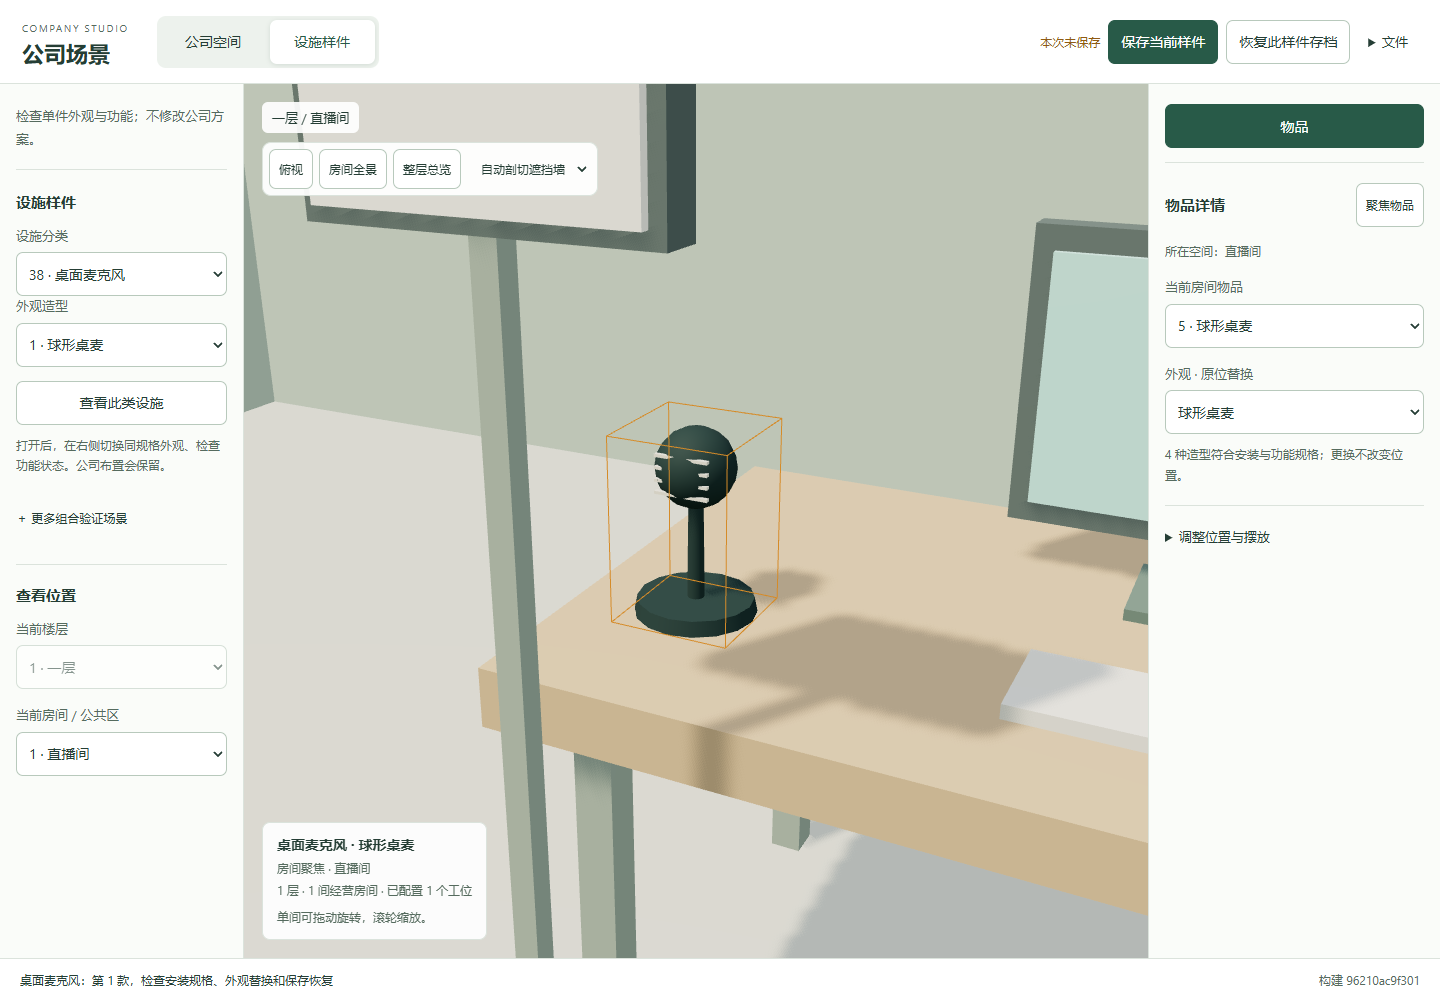 COMPANY STUDIO
公司场景
公司空间
设施样件
本次未保存
保存当前样件
恢复此样件存档
文件
检查单件外观与功能；不修改公司方
案。
设施样件
设施分类
38 · 桌面麦克风
外观造型
1 · 球形桌麦
查看此类设施
打开后，在右侧切换同规格外观、检查
功能状态。公司布置会保留。
+ 更多组合验证场景
查看位置
当前楼层
1 · 一层
当前房间 / 公共区
1 · 直播间
一层 / 直播间
俯视
房间全景
整层总览
自动剖切遮挡墙
桌面麦克风 · 球形桌麦
房间聚焦 · 直播间
1 层 · 1 间经营房间 · 已配置 1 个工位
单间可拖动旋转，滚轮缩放。
物品
物品详情
聚焦物品
所在空间：直播间
当前房间物品
5 · 球形桌麦
外观 · 原位替换
球形桌麦
4 种造型符合安装与功能规格；更换不改变位
置。
调整位置与摆放
桌面麦克风：第 1 款，检查安装规格、外观替换和保存恢复
构建 96210ac9f301